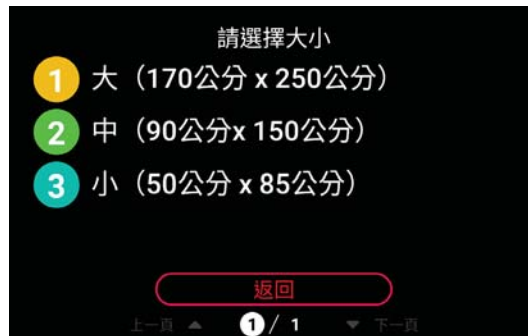 請選擇大小
1 大（170公分 x 250公分）
2 中（90公分x 150公分）
3 小（50公分 x 85公分）
返回
上一頁 ▲ 1 / 1 ▼ 下一頁